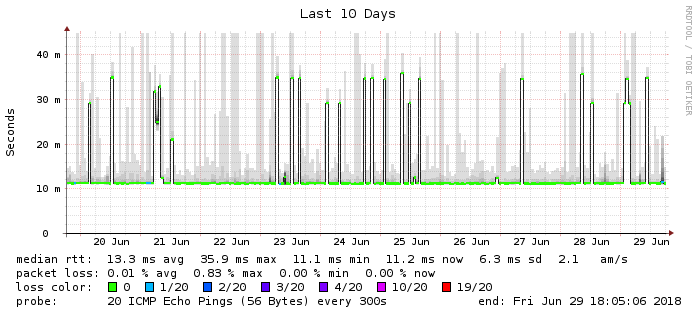 Last 10 Days
RRDTOOL / TOBI OETIKER
Seconds
40 m
30 m
20 m
10 m
0
20 Jun 21 Jun 22 Jun 23 Jun 24 Jun 25 Jun 26 Jun 27 Jun 28 Jun 29 Jun
median rtt: 13.3 ms avg 35.9 ms max 11.1 ms min 11.2 ms now 6.3 ms sd 2.1 am/s
packet loss: 0.01 % avg 0.83 % max 0.00 % min 0.00 % now
loss color: 0 1/20 2/20 3/20 4/20 10/20 19/20
probe: 20 ICMP Echo Pings (56 Bytes) every 300s end: Fri Jun 29 18:05:06 2018